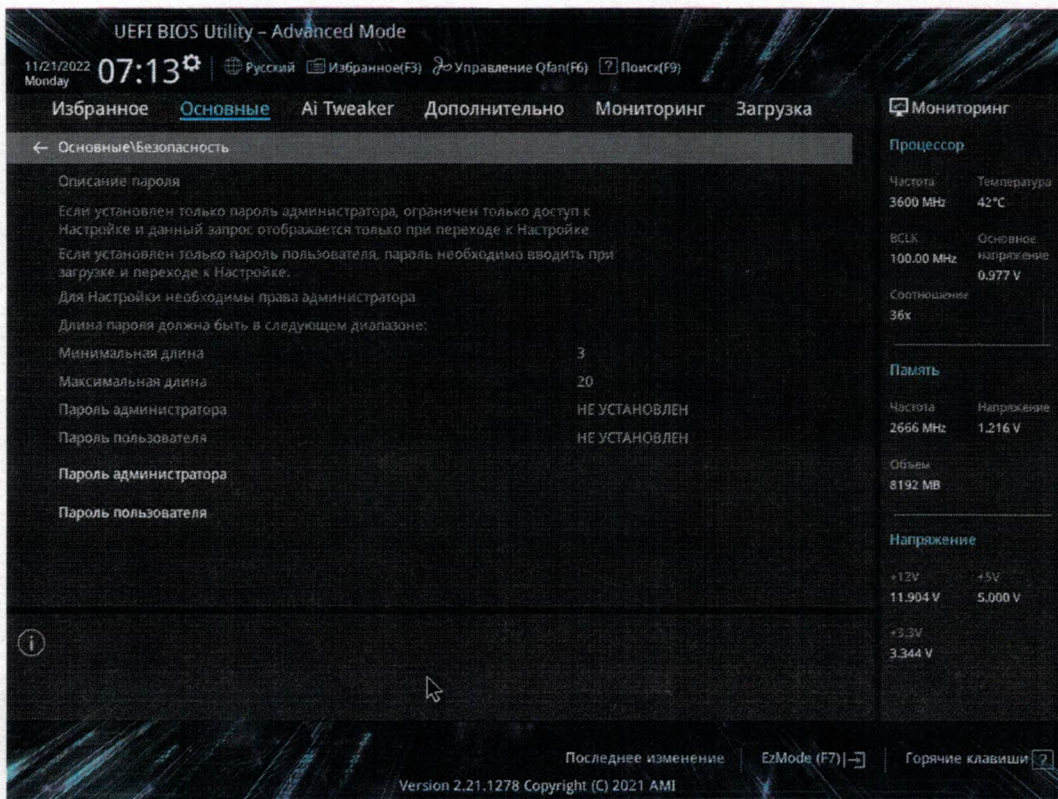 UEFI BIOS Utility – Advanced Mode
11/21/2022
Monday
07:13
Русский
Избранное(F3)
Управление Qfan(F6)
? Поиск(F9)
Избранное
Основные
Ai Tweaker
Дополнительно
Мониторинг
Загрузка
← Основные\Безопасность
Описание пароля
Если установлен только пароль администратора, ограничен только доступ к
Настройке и данный запрос отображается только при переходе к Настройке
Если установлен только пароль пользователя, пароль необходимо вводить при
загрузке и переходе к Настройке.
Для Настройки необходимы права администратора
Длина пароля должна быть в следующем диапазоне:
Минимальная длина 3
Максимальная длина 20
Пароль администратора НЕ УСТАНОВЛЕН
Пароль пользователя НЕ УСТАНОВЛЕН
Пароль администратора
Пароль пользователя
Мониторинг
Процессор
Частота Температура
3600 MHz 42°C
BCLK Основное
100.00 MHz напряжение
0.977 V
Соотношение
36x
Память
Частота Напряжение
2666 MHz 1.216 V
Объем
8192 MB
Напряжение
+12V +5V
11.904 V 5.000 V
+3.3V
3.344 V
i
Последнее изменение
EzMode (F7)
Горячие клавиши ?
Version 2.21.1278 Copyright (C) 2021 AMI